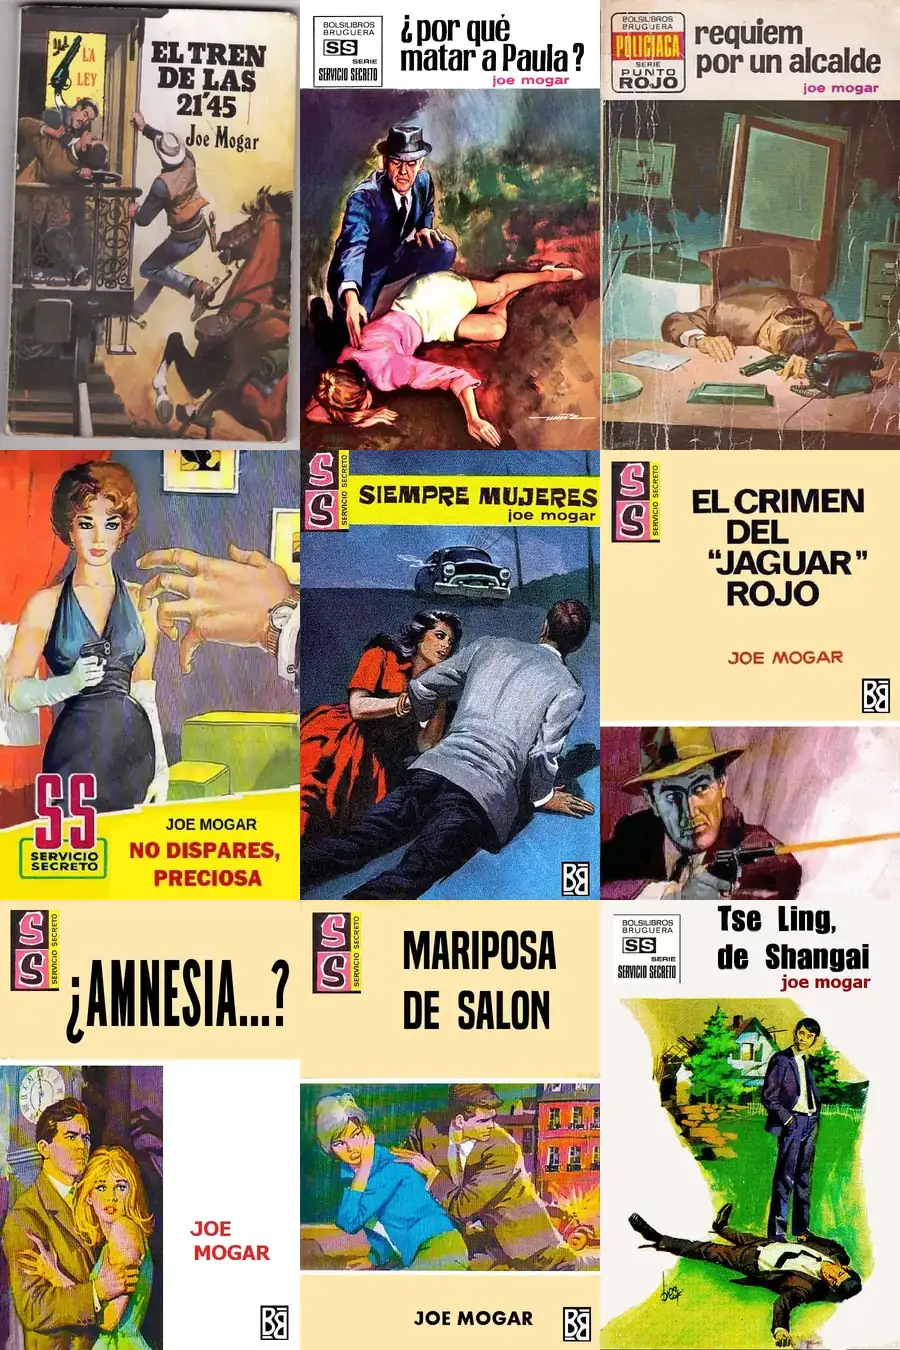 LA
LEY
EL TREN
DE LAS
21'45
Joe Mogar
BOLSILIBROS
BRUGUERA
SS
SERIE
SERVICIO SECRETO
¿por qué
matar a Paula?
joe mogar
BOLSILIBROS
BRUGUERA
POLICIACA
SERIE
PUNTO
ROJO
requiem
por un alcalde
joe mogar
SS
SERVICIO
SECRETO
JOE MOGAR
NO DISPARES,
PRECIOSA
SS
SERVICIO SECRETO
SIEMPRE MUJERES
joe mogar
BB
SS
SERVICIO SECRETO
EL CRIMEN
DEL
“JAGUAR”
ROJO
JOE MOGAR
BB
SS
SERVICIO SECRETO
¿AMNESIA...?
JOE
MOGAR
BB
SS
SERVICIO SECRETO
MARIPOSA
DE SALON
JOE MOGAR
BB
BOLSILIBROS
BRUGUERA
SS
SERIE
SERVICIO SECRETO
Tse Ling,
de Shangai
joe mogar